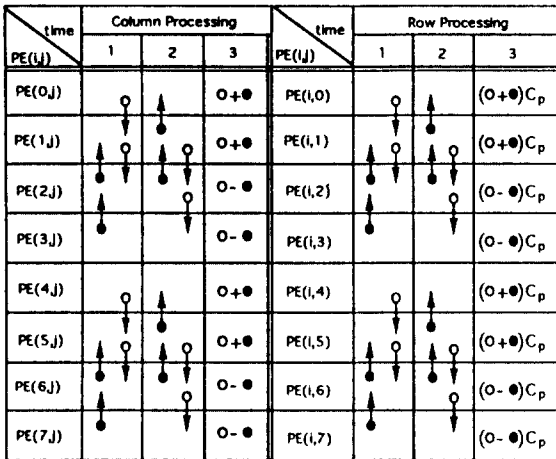 time Column Processing time Row Processing
PE(i,j) 1 2 3 PE(i,j) 1 2 3
PE(0,j) O+● PE(i,0) (O+●)Cp
PE(1,j) O+● PE(i,1) (O+●)Cp
PE(2,j) O-● PE(i,2) (O-●)Cp
PE(3,j) O-● PE(i,3) (O-●)Cp
PE(4,j) O+● PE(i,4) (O+●)Cp
PE(5,j) O+● PE(i,5) (O+●)Cp
PE(6,j) O-● PE(i,6) (O-●)Cp
PE(7,j) O-● PE(i,7) (O-●)Cp